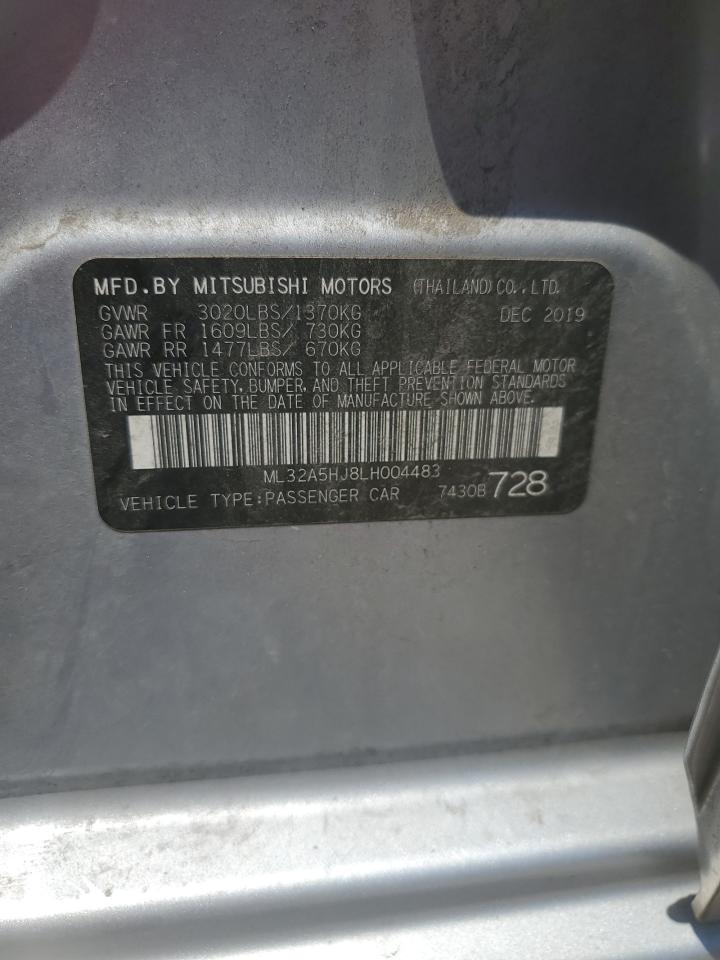 MFD.BY MITSUBISHI MOTORS (THAILAND)CO.,LTD.
GVWR 3020LBS/1370KG DEC 2019
GAWR FR 1609LBS/ 730KG
GAWR RR 1477LBS/ 670KG
THIS VEHICLE CONFORMS TO ALL APPLICABLE FEDERAL MOTOR
VEHICLE SAFETY, BUMPER, AND THEFT PREVENTION STANDARDS
IN EFFECT ON THE DATE OF MANUFACTURE SHOWN ABOVE.
ML32A5HJ8LH004483
VEHICLE TYPE:PASSENGER CAR 7430B 728